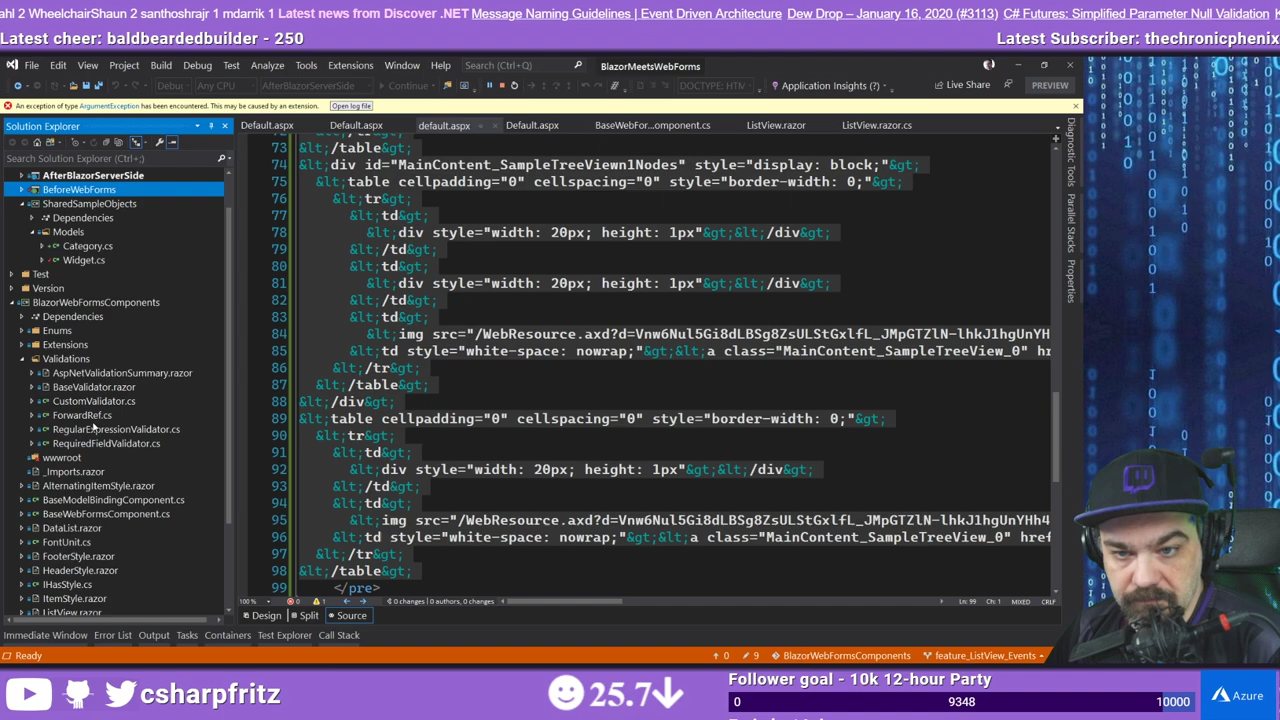 ahl 2 WheelchairShaun 2 santhoshrajr 1 mdarrik 1 Latest news from Discover .NET Message Naming Guidelines | Event Driven Architecture Dew Drop – January 16, 2020 (#3113) C# Futures: Simplified Parameter Null Validation
Latest cheer: baldbeardedbuilder - 250
Latest Subscriber: thechronicphenix
File Edit View Project Build Debug Test Analyze Tools Extensions Window Help Search (Ctrl+Q) BlazorMeetsWebForms
Debug Any CPU AfterBlazorServerSide Continue DOCTYPE: HTM Application Insights (?) Live Share PREVIEW
An exception of type ArgumentException has been encountered. This may be caused by an extension. Open log file
Solution Explorer
Default.aspx Default.aspx default.aspx Default.aspx BaseWebFor...omponent.cs ListView.razor ListView.razor.cs
Search Solution Explorer (Ctrl+;)
AfterBlazorServerSide
BeforeWebForms
SharedSampleObjects
Dependencies
Models
Category.cs
Widget.cs
Test
Version
BlazorWebFormsComponents
Dependencies
Enums
Extensions
Validations
AspNetValidationSummary.razor
BaseValidator.razor
CustomValidator.cs
ForwardRef.cs
RegularExpressionValidator.cs
RequiredFieldValidator.cs
wwwroot
_Imports.razor
AlternatingItemStyle.razor
BaseModelBindingComponent.cs
BaseWebFormsComponent.cs
DataList.razor
FontUnit.cs
FooterStyle.razor
HeaderStyle.razor
IHasStyle.cs
ItemStyle.razor
ListView.razor
73 &lt;/table&gt;
74 &lt;div id="MainContent_SampleTreeViewn1Nodes" style="display: block;"&gt;
75 &lt;table cellpadding="0" cellspacing="0" style="border-width: 0;"&gt;
76 &lt;tr&gt;
77 &lt;td&gt;
78 &lt;div style="width: 20px; height: 1px"&gt;&lt;/div&gt;
79 &lt;/td&gt;
80 &lt;td&gt;
81 &lt;div style="width: 20px; height: 1px"&gt;&lt;/div&gt;
82 &lt;/td&gt;
83 &lt;td&gt;
84 &lt;img src="/WebResource.axd?d=Vnw6Nul5Gi8dLBSg8ZsULStGxlfL_JMpGTZlN-lhkJ1hgUnYH
85 &lt;td style="white-space: nowrap;"&gt;&lt;a class="MainContent_SampleTreeView_0" hr
86 &lt;/tr&gt;
87 &lt;/table&gt;
88 &lt;/div&gt;
89 &lt;table cellpadding="0" cellspacing="0" style="border-width: 0;"&gt;
90 &lt;tr&gt;
91 &lt;td&gt;
92 &lt;div style="width: 20px; height: 1px"&gt;&lt;/div&gt;
93 &lt;/td&gt;
94 &lt;td&gt;
95 &lt;img src="/WebResource.axd?d=Vnw6Nul5Gi8dLBSg8ZsULStGxlfL_JMpGTZlN-lhkJ1hgUnYHh4
96 &lt;td style="white-space: nowrap;"&gt;&lt;a class="MainContent_SampleTreeView_0" href
97 &lt;/tr&gt;
98 &lt;/table&gt;
99 </pre>
Diagnostic Tools
Parallel Stacks
Properties
100 % 0 1 0 changes | 0 authors, 0 changes Ln: 99 Ch: 1 MIXED CRLF
Design Split Source
Immediate Window Error List Output Tasks Containers Test Explorer Call Stack
Ready 0 9 BlazorWebFormsComponents feature_ListView_Events
csharpfritz
25.7
Follower goal - 10k 12-hour Party
0 9348 10000
Azure